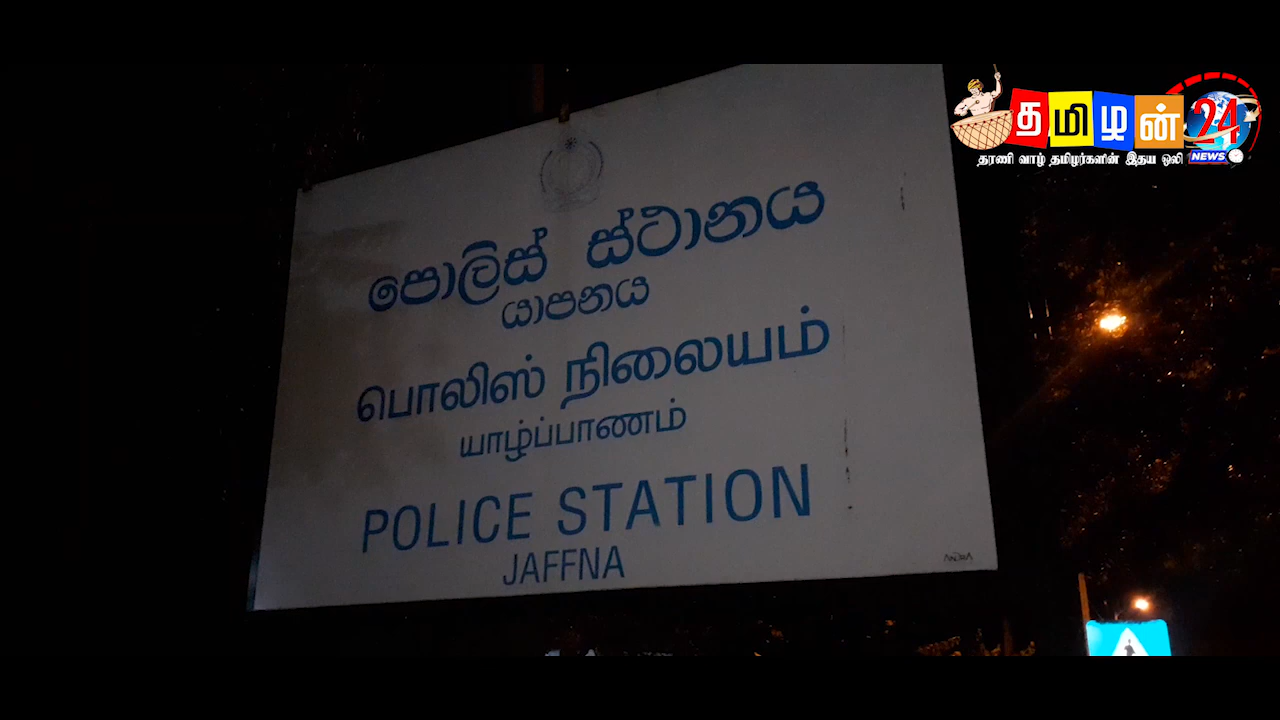 தமிழன் 24
NEWS
தரணி வாழ் தமிழர்களின் இதய ஒலி
පොලිස් ස්ථානය
යාපනය
பொலிஸ் நிலையம்
யாழ்ப்பாணம்
POLICE STATION
JAFFNA